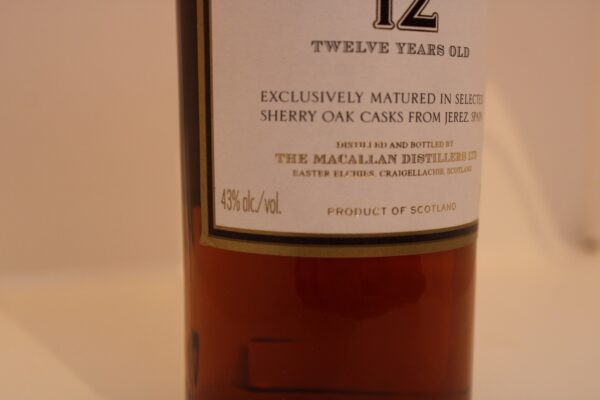 12
TWELVE YEARS OLD
EXCLUSIVELY MATURED IN SELECTED
SHERRY OAK CASKS FROM JEREZ, SPAIN
DISTILLED AND BOTTLED BY
THE MACALLAN DISTILLERS LTD
EASTER ELCHIES, CRAIGELLACHIE, SCOTLAND
43% alc./vol.
PRODUCT OF SCOTLAND